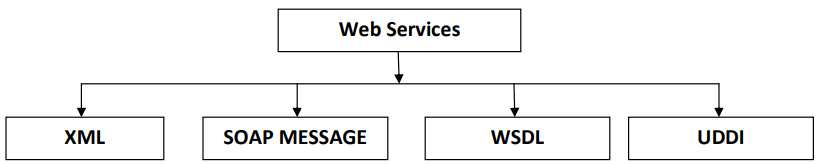 Web Services
XML
SOAP MESSAGE
WSDL
UDDI